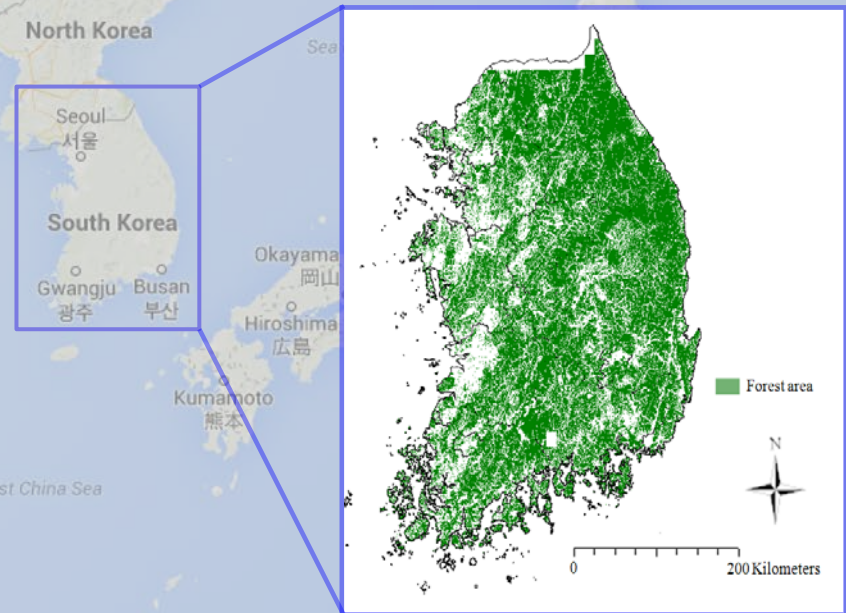 North Korea
Sea
Seoul
서울
South Korea
Gwangju
광주
Busan
부산
Okayama
岡山
Hiroshima
広島
Kumamoto
熊本
st China Sea
Forest area
N
0
200 Kilometers